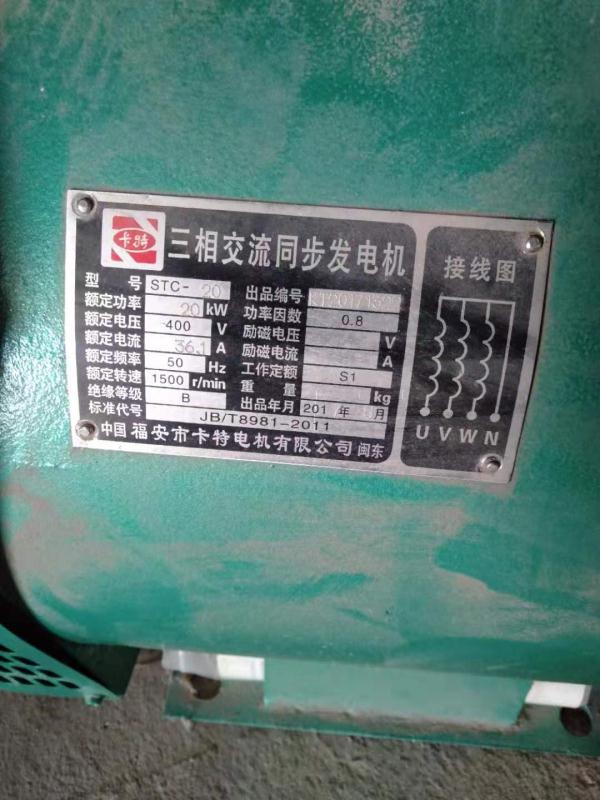 卡特
三相交流同步发电机
接线图
型号 STC-20 出品编号
额定功率 20 kW 功率因数 0.8
额定电压 400 V 励磁电压 V
额定电流 36.1 A 励磁电流 A
额定频率 50 Hz 工作定额 S1
额定转速 1500 r/min 重量 kg
绝缘等级 B 出品年月 201 年 月
标准代号 JB/T8981-2011
中国 福安市卡特电机有限公司 闽东
U V W N